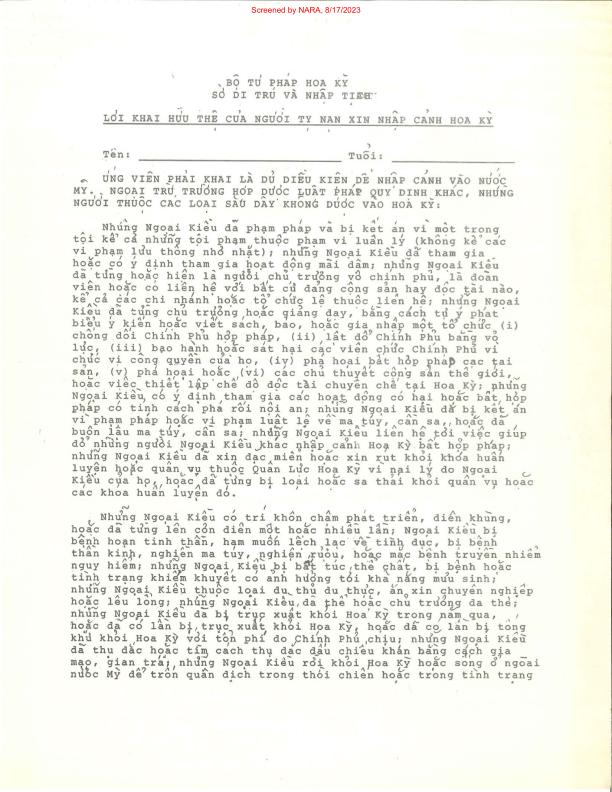 Screened by NARA, 8/17/2023
BỘ TƯ PHÁP HOA KỲ
SỞ DI TRÚ VÀ NHẬP TỊCH
LỜI KHAI HỮU THỆ CỦA NGƯỜI TỴ NẠN XIN NHẬP CẢNH HOA KỲ
Tên: Tuổi:
ỨNG VIÊN PHẢI KHAI LÀ ĐỦ ĐIỀU KIỆN ĐỂ NHẬP CẢNH VÀO NƯỚC
MỸ. NGOẠI TRỪ TRƯỜNG HỢP ĐƯỢC LUẬT PHÁP QUY ĐỊNH KHÁC, NHỮNG
NGƯỜI THUỘC CÁC LOẠI SAU ĐÂY KHÔNG ĐƯỢC VÀO HOA KỲ:
Những Ngoại Kiều đã phạm pháp và bị kết án vì một trong
tội kể cả những tội phạm thuộc phạm vi luân lý (không kể các
vi phạm lưu thông nhỏ nhặt); những Ngoại Kiều đã tham gia
hoặc có ý định tham gia hoạt động mãi dâm; những Ngoại Kiều
đã từng hoặc hiện là người chủ trương vô chính phủ, là đoàn
viên hoặc có liên hệ với bất cứ đảng cộng sản hay độc tài nào,
kể cả các chi nhánh hoặc tổ chức lệ thuộc liên hệ; những Ngoại
Kiều đã từng chủ trương hoặc giảng dạy, bằng cách tự ý phát
biểu ý kiến hoặc viết sách, báo, hoặc gia nhập một tổ chức (i)
chống đối Chính Phủ hợp pháp, (ii) lật đổ Chính Phủ bằng võ
lực, (iii) bạo hành hoặc sát hại các viên chức Chính Phủ vì
chức vị công quyền của họ, (iv) phá hoại bất hợp pháp các tài
sản, (v) phá hoại hoặc (vi) các chủ thuyết cộng sản thế giới,
hoặc việc thiết lập chế độ độc tài chuyên chế tại Hoa Kỳ; những
Ngoại Kiều có ý định tham gia các hoạt động có hại hoặc bất hợp
pháp có tính cách phá rối nội an; những Ngoại Kiều đã bị kết án
vì phạm pháp hoặc vi phạm luật lệ về ma túy, cần sa, hoặc đã
buôn lậu ma túy, cần sa; những Ngoại Kiều liên hệ tới việc giúp
đỡ những người Ngoại Kiều khác nhập cảnh Hoa Kỳ bất hợp pháp;
những Ngoại Kiều đã xin đặc miễn hoặc xin rút khỏi khóa huấn
luyện hoặc quân vụ thuộc Quân Lực Hoa Kỳ vì nại lý do Ngoại
Kiều của họ, hoặc đã từng bị loại hoặc sa thải khỏi quân vụ hoặc
các khóa huấn luyện đó.
Những Ngoại Kiều có trí khôn chậm phát triển, điên khùng,
hoặc đã từng lên cơn điên một hoặc nhiều lần; Ngoại Kiều bị
bệnh hoạn tinh thần, ham muốn lệch lạc về tình dục, bị bệnh
thần kinh, nghiện ma túy, nghiện rượu, hoặc mắc bệnh truyền nhiễm
nguy hiểm; những Ngoại Kiều bị bất túc thể chất, bị bệnh hoặc
tình trạng khiếm khuyết có ảnh hưởng tới khả năng mưu sinh;
những Ngoại Kiều thuộc loại du thủ du thực, ăn xin chuyên nghiệp
hoặc lêu lỏng; những Ngoại Kiều đa thê hoặc chủ trương đa thê;
những Ngoại Kiều đã bị trục xuất khỏi Hoa Kỳ trong năm qua,
hoặc đã có lần bị trục xuất khỏi Hoa Kỳ, hoặc đã có lần bị tống
khứ khỏi Hoa Kỳ với tổn phí do Chính Phủ chịu; những Ngoại Kiều
đã thụ đắc hoặc tìm cách thụ đắc dấu chiếu khán bằng cách gia
mạo, gian trá; những Ngoại Kiều rời khỏi Hoa Kỳ hoặc sống ở ngoài
nước Mỹ để trốn quân dịch trong thời chiến hoặc trong tình trạng